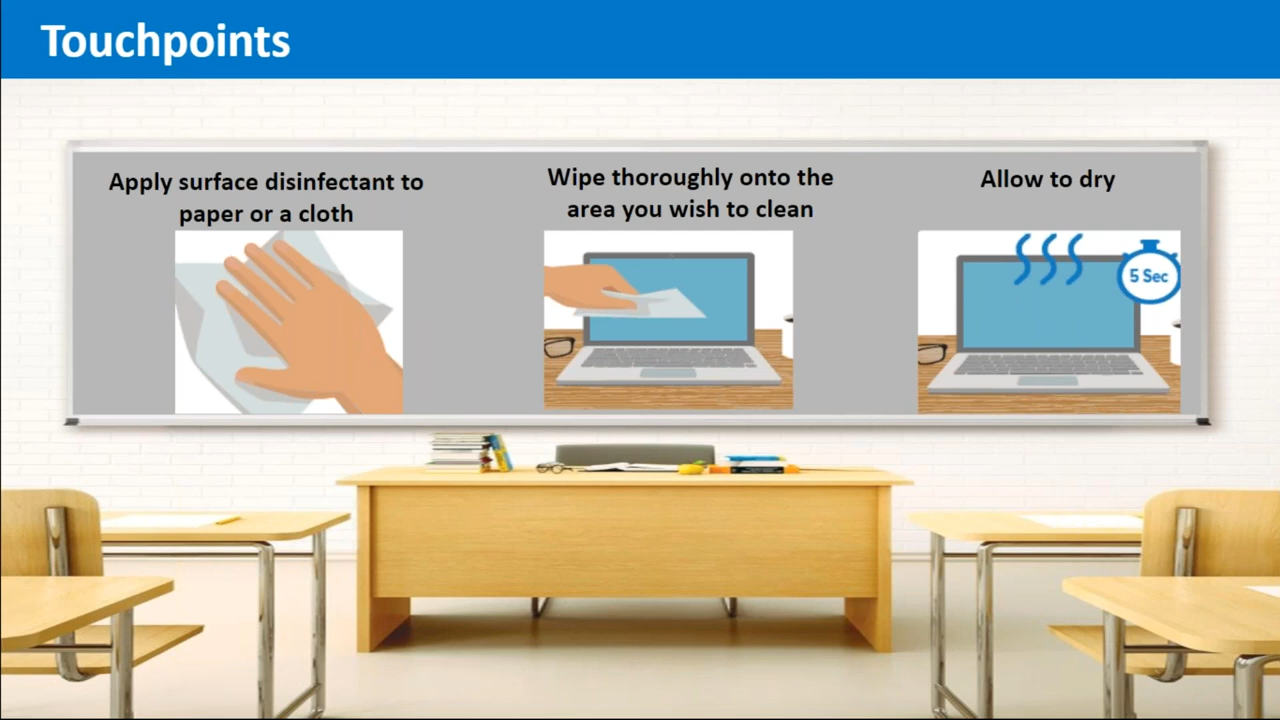 Touchpoints
Apply surface disinfectant to
paper or a cloth
Wipe thoroughly onto the
area you wish to clean
Allow to dry
5 Sec